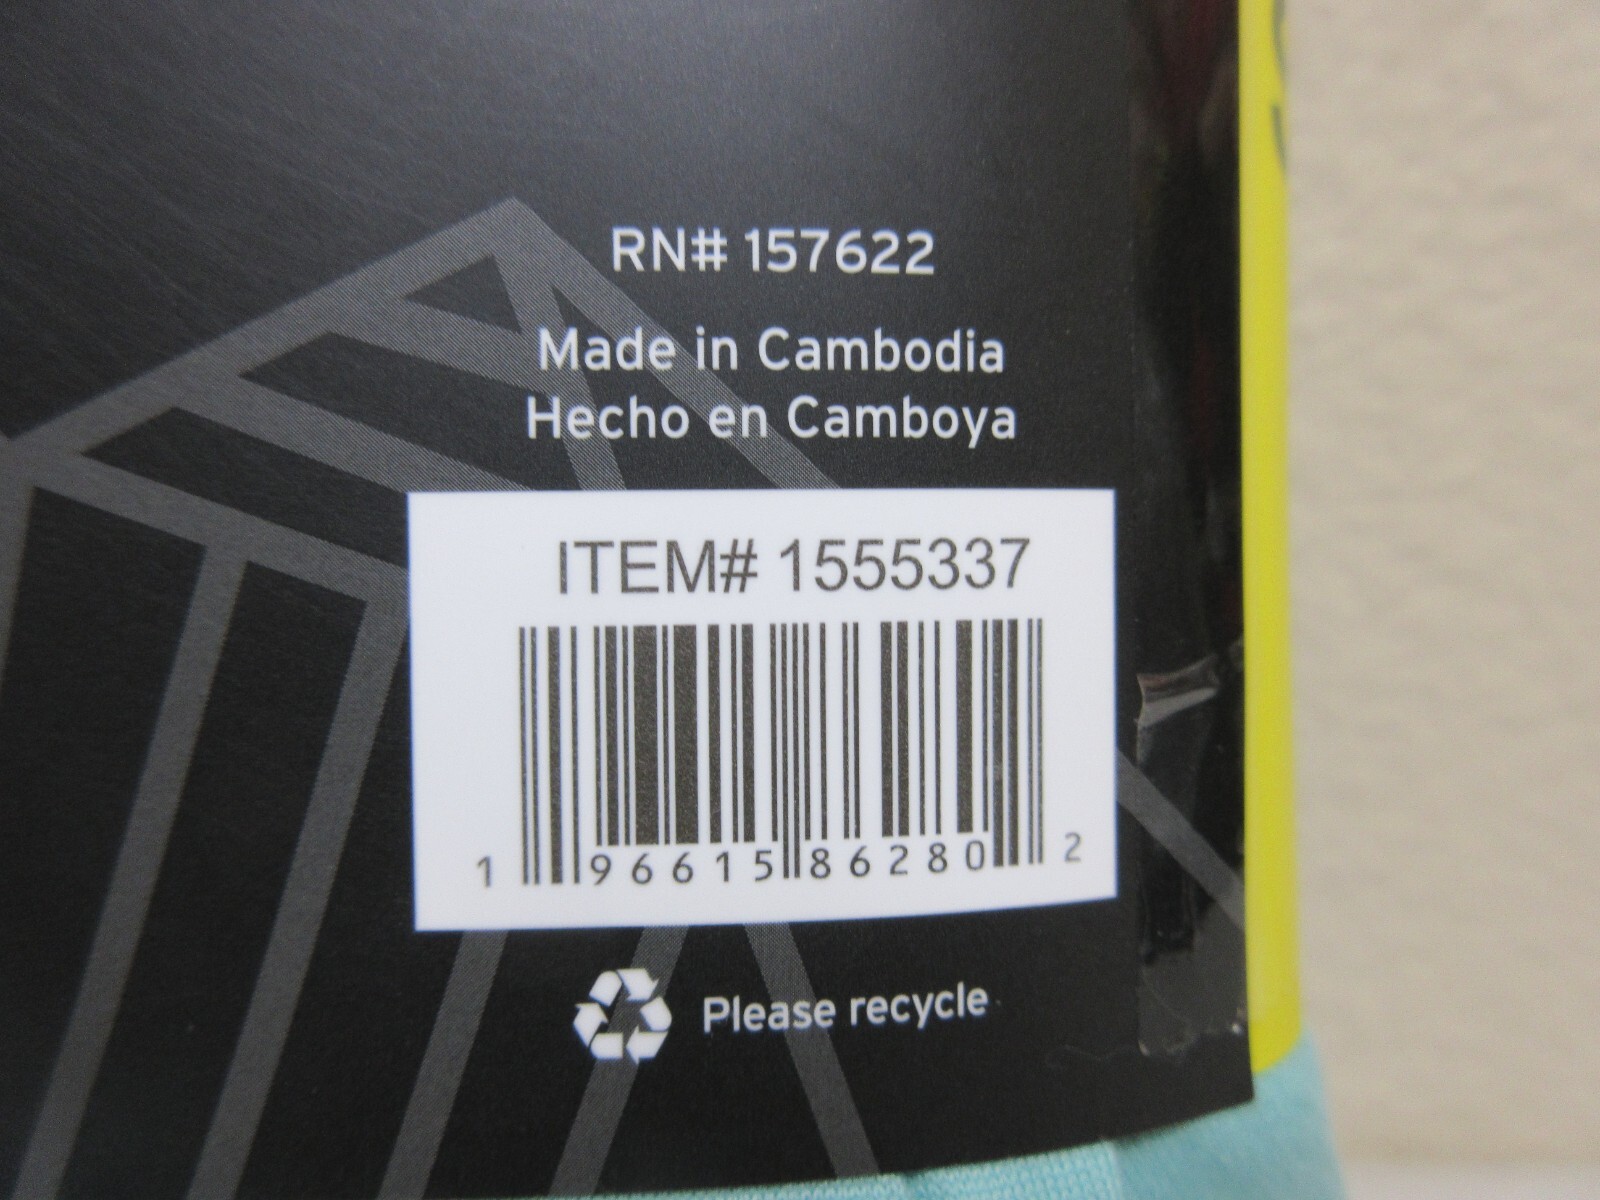 RN# 157622
Made in Cambodia
Hecho en Camboya
ITEM# 1555337
1 96615 86280 2
Please recycle